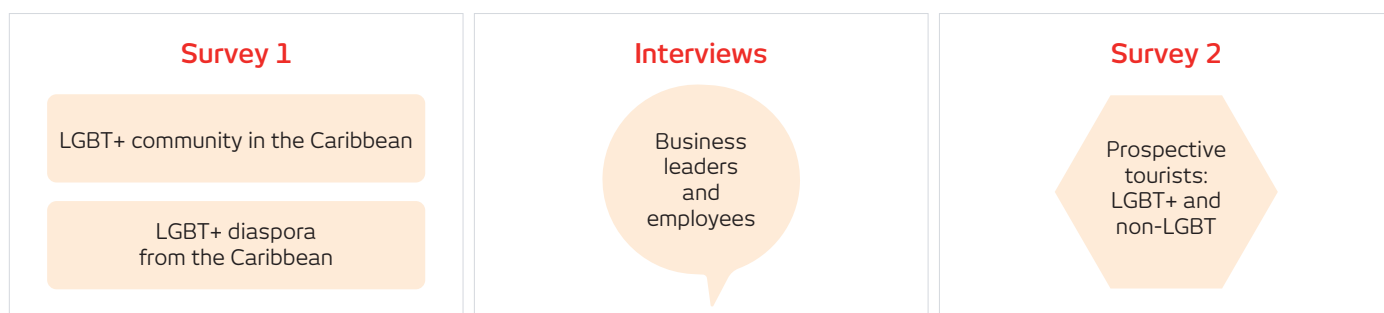 Survey 1
LGBT+ community in the Caribbean
LGBT+ diaspora
from the Caribbean
Interviews
Business
leaders
and
employees
Survey 2
Prospective
tourists:
LGBT+ and
non-LGBT